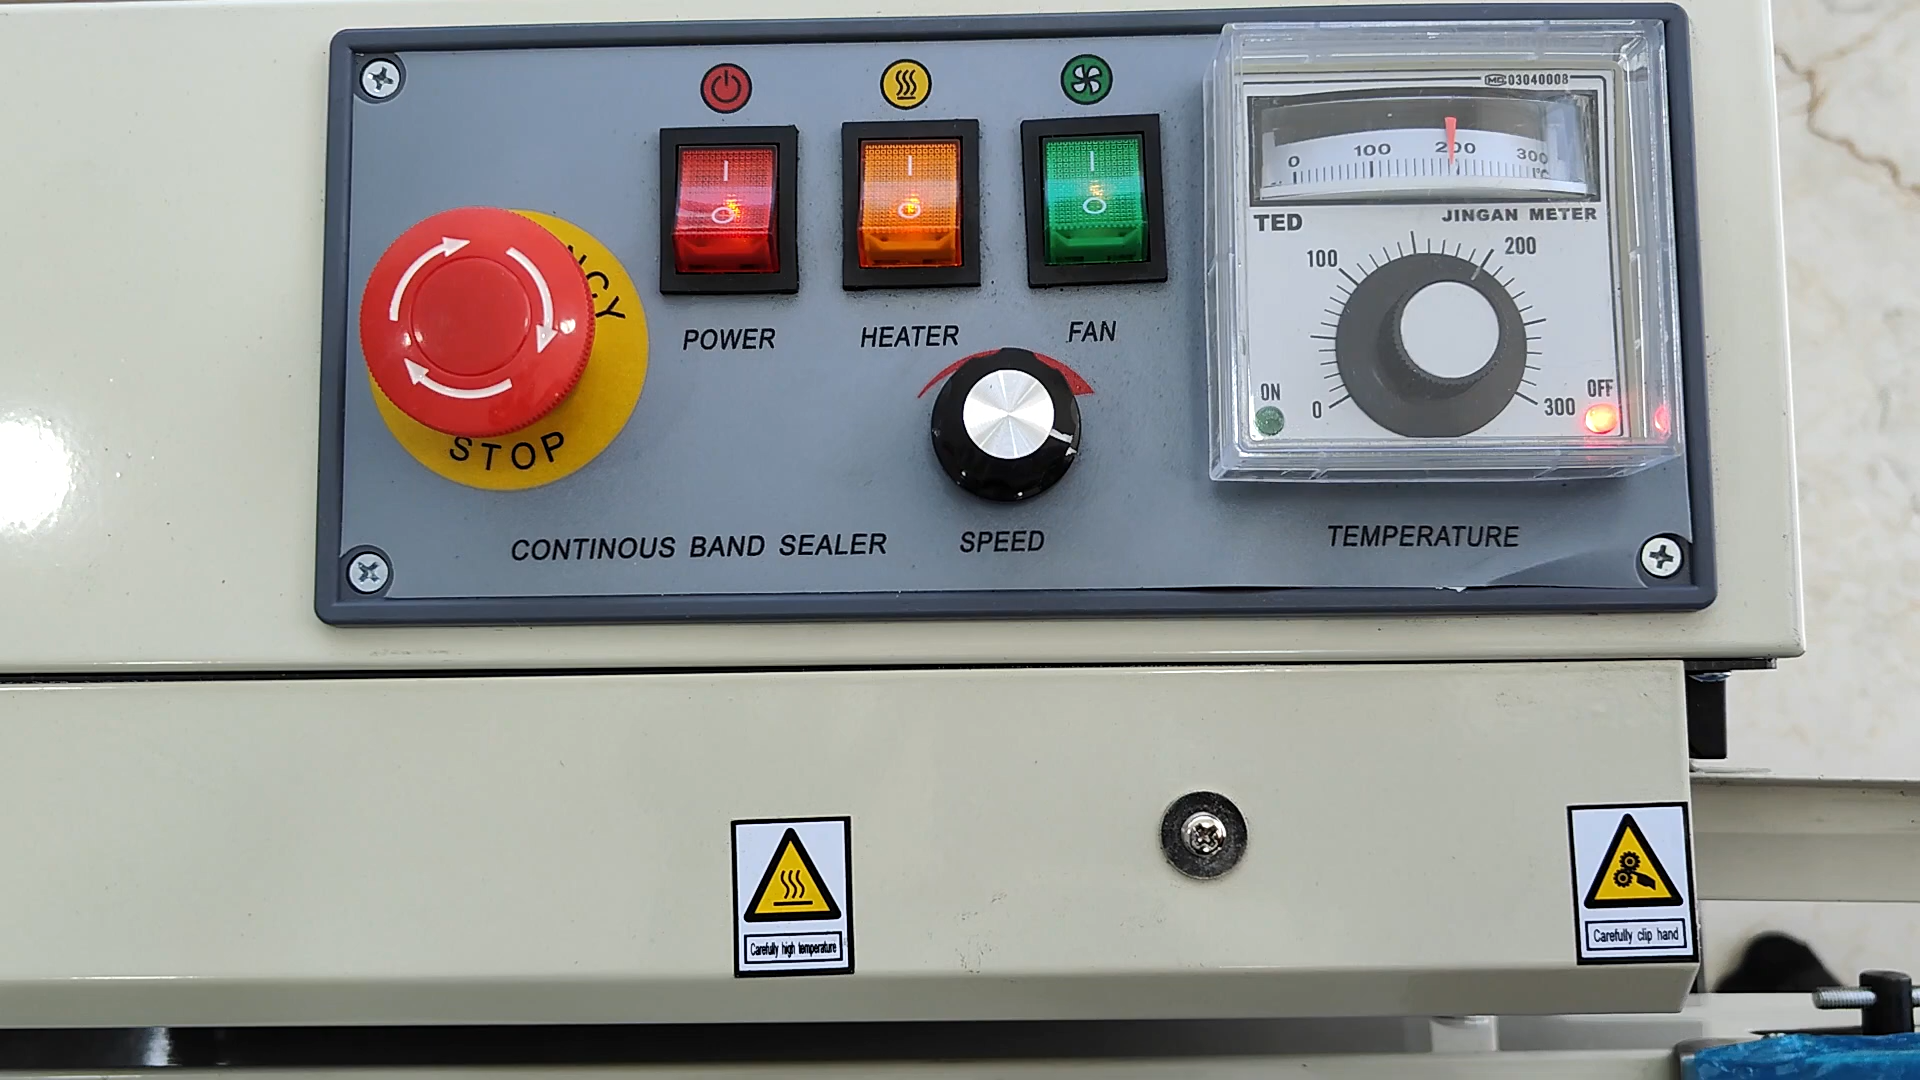 MC 03040008
0 100 200 300
°C
TED
JINGAN METER
100 200
0 300
ON OFF
NCY
STOP
POWER
HEATER
FAN
CONTINOUS BAND SEALER
SPEED
TEMPERATURE
Carefully high temperature
Carefully clip hand